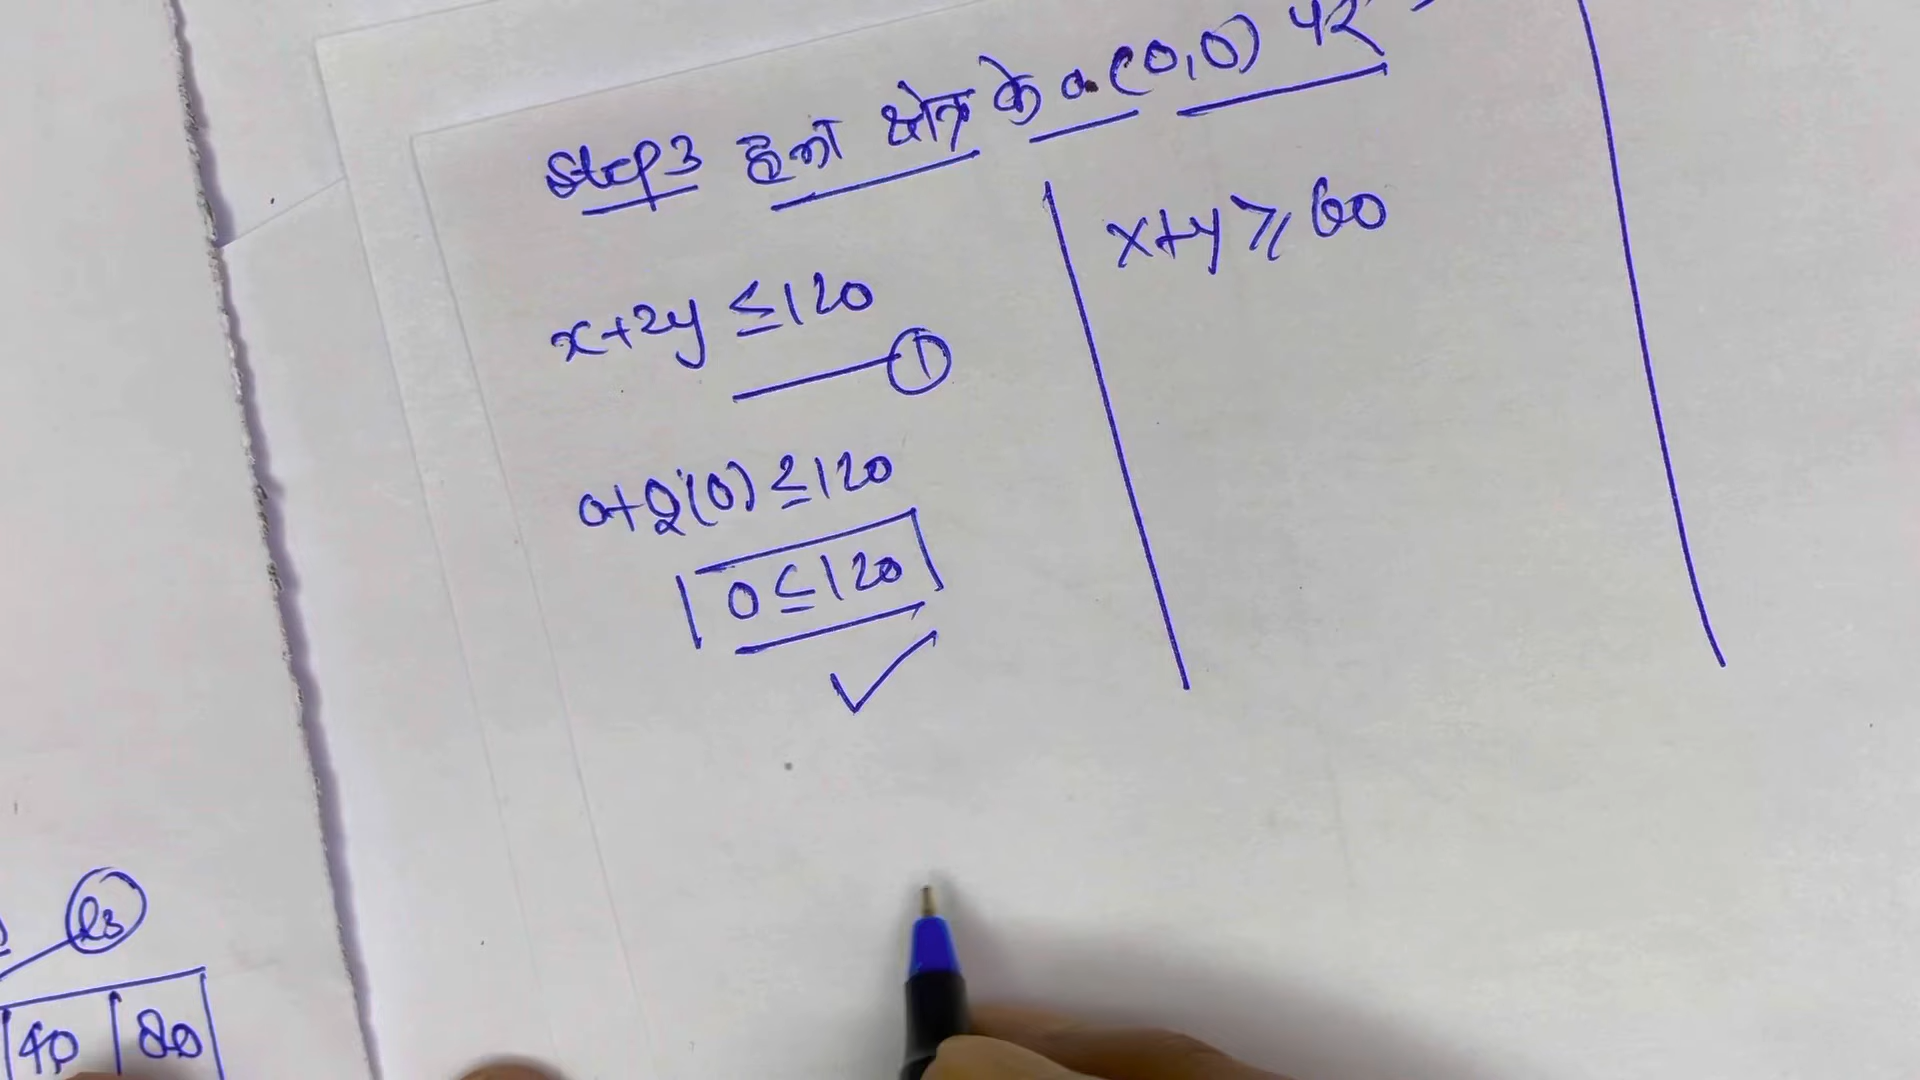 Step 3 हल क्षेत्र के o.(0,0) पर
x+2y ≤ 120
①
0+2(0) ≤ 120
0 ≤ 120
✓
x+y ≥ 60
40 | 80